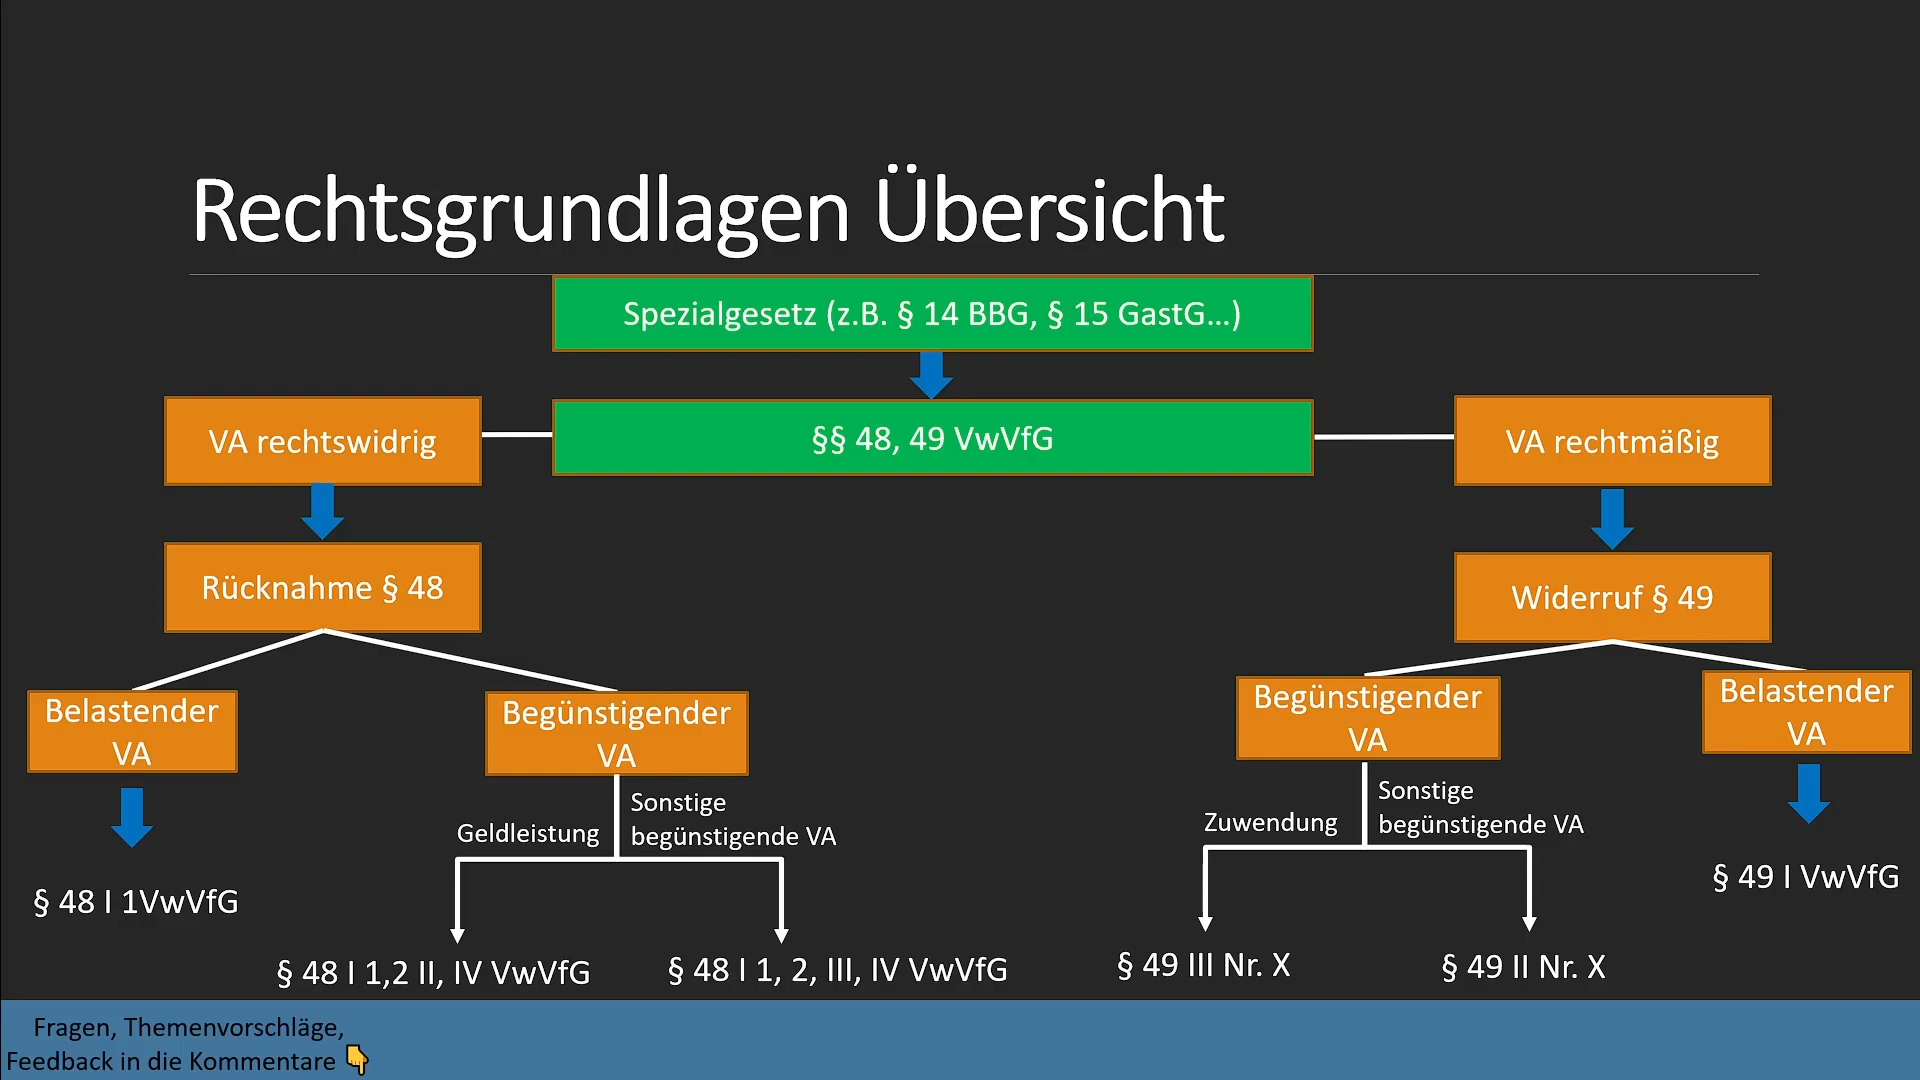 Rechtsgrundlagen Übersicht
Spezialgesetz (z.B. § 14 BBG, § 15 GastG...)
VA rechtswidrig
§§ 48, 49 VwVfG
VA rechtmäßig
Rücknahme § 48
Widerruf § 49
Belastender
VA
Begünstigender
VA
Begünstigender
VA
Belastender
VA
Geldleistung
Sonstige
begünstigende VA
Zuwendung
Sonstige
begünstigende VA
§ 48 I 1VwVfG
§ 48 I 1,2 II, IV VwVfG
§ 48 I 1, 2, III, IV VwVfG
§ 49 III Nr. X
§ 49 II Nr. X
§ 49 I VwVfG
Fragen, Themenvorschläge,
Feedback in die Kommentare 👇